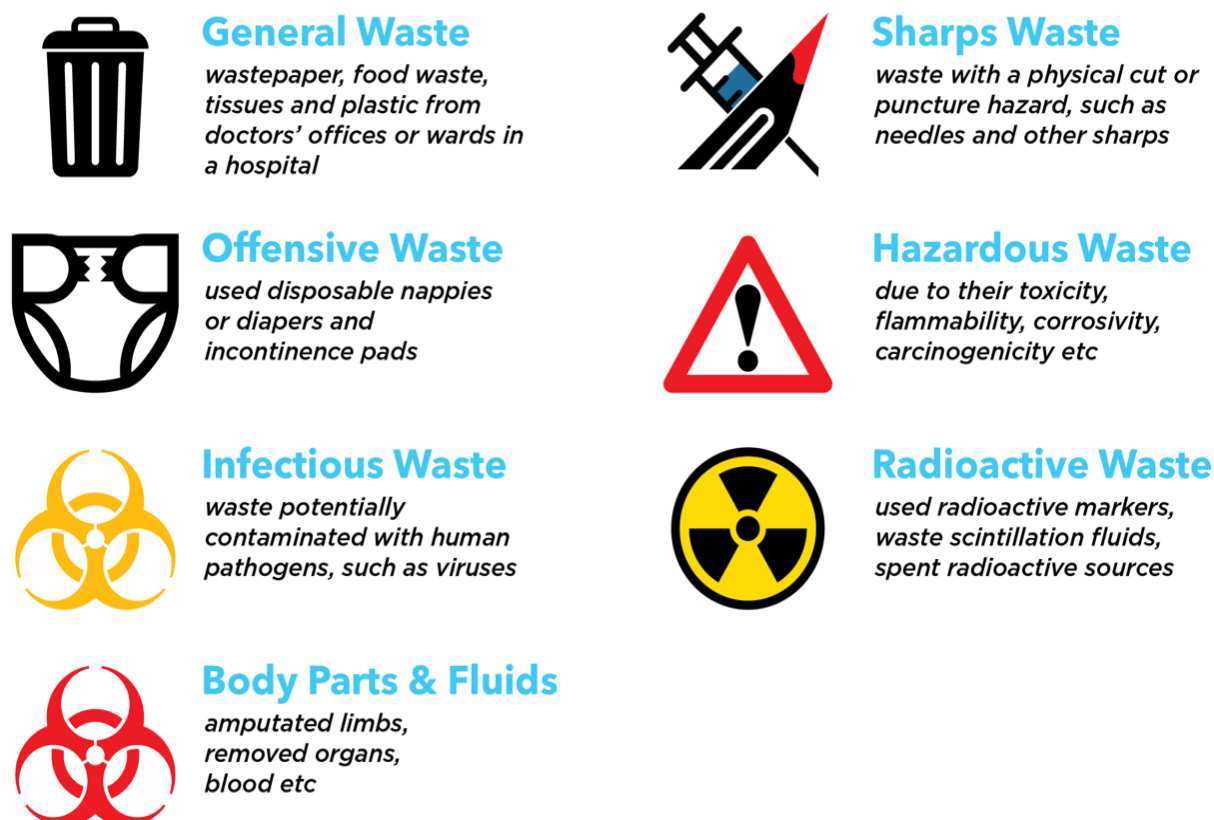 General Waste
wastepaper, food waste,
tissues and plastic from
doctors’ offices or wards in
a hospital
Sharps Waste
waste with a physical cut or
puncture hazard, such as
needles and other sharps
Offensive Waste
used disposable nappies
or diapers and
incontinence pads
Hazardous Waste
due to their toxicity,
flammability, corrosivity,
carcinogenicity etc
Infectious Waste
waste potentially
contaminated with human
pathogens, such as viruses
Radioactive Waste
used radioactive markers,
waste scintillation fluids,
spent radioactive sources
Body Parts & Fluids
amputated limbs,
removed organs,
blood etc